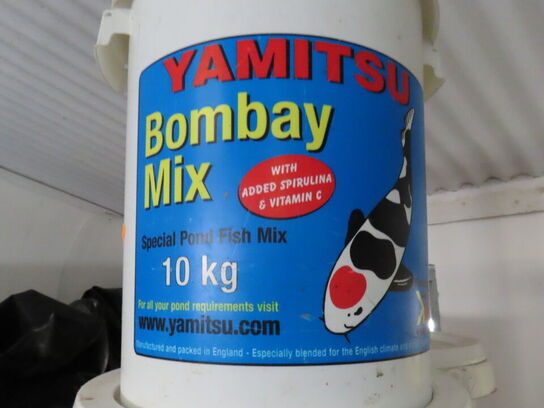 YAMITSU
Bombay
Mix
WITH
ADDED SPIRULINA
& VITAMIN C
Special Pond Fish Mix
10 kg
For all your pond requirements visit
www.yamitsu.com
Manufactured and packed in England - Especially blended for the English climate and